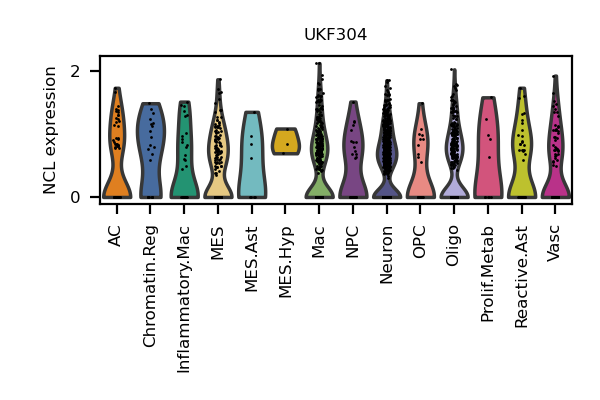 UKF304
NCL expression
2
0
AC
Chromatin.Reg
Inflammatory.Mac
MES
MES.Ast
MES.Hyp
Mac
NPC
Neuron
OPC
Oligo
Prolif.Metab
Reactive.Ast
Vasc